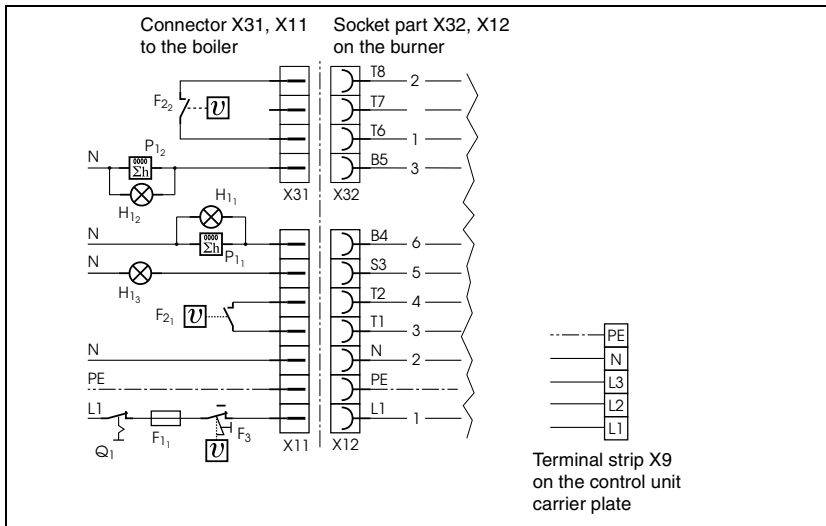 Connector X31, X11
to the boiler
Socket part X32, X12
on the burner
T8 2
F22 υ
T7
T6 1
N P12 0000 Σh
B5 3
H12
X31 X32
H11
N 0000 Σh P11
B4 6
N H13
S3 5
T2 4
F21 υ
T1 3
N N 2
PE PE
L1 L1 1
Q1 F11 F3 υ
X11 X12
PE
N
L3
L2
L1
Terminal strip X9
on the control unit
carrier plate